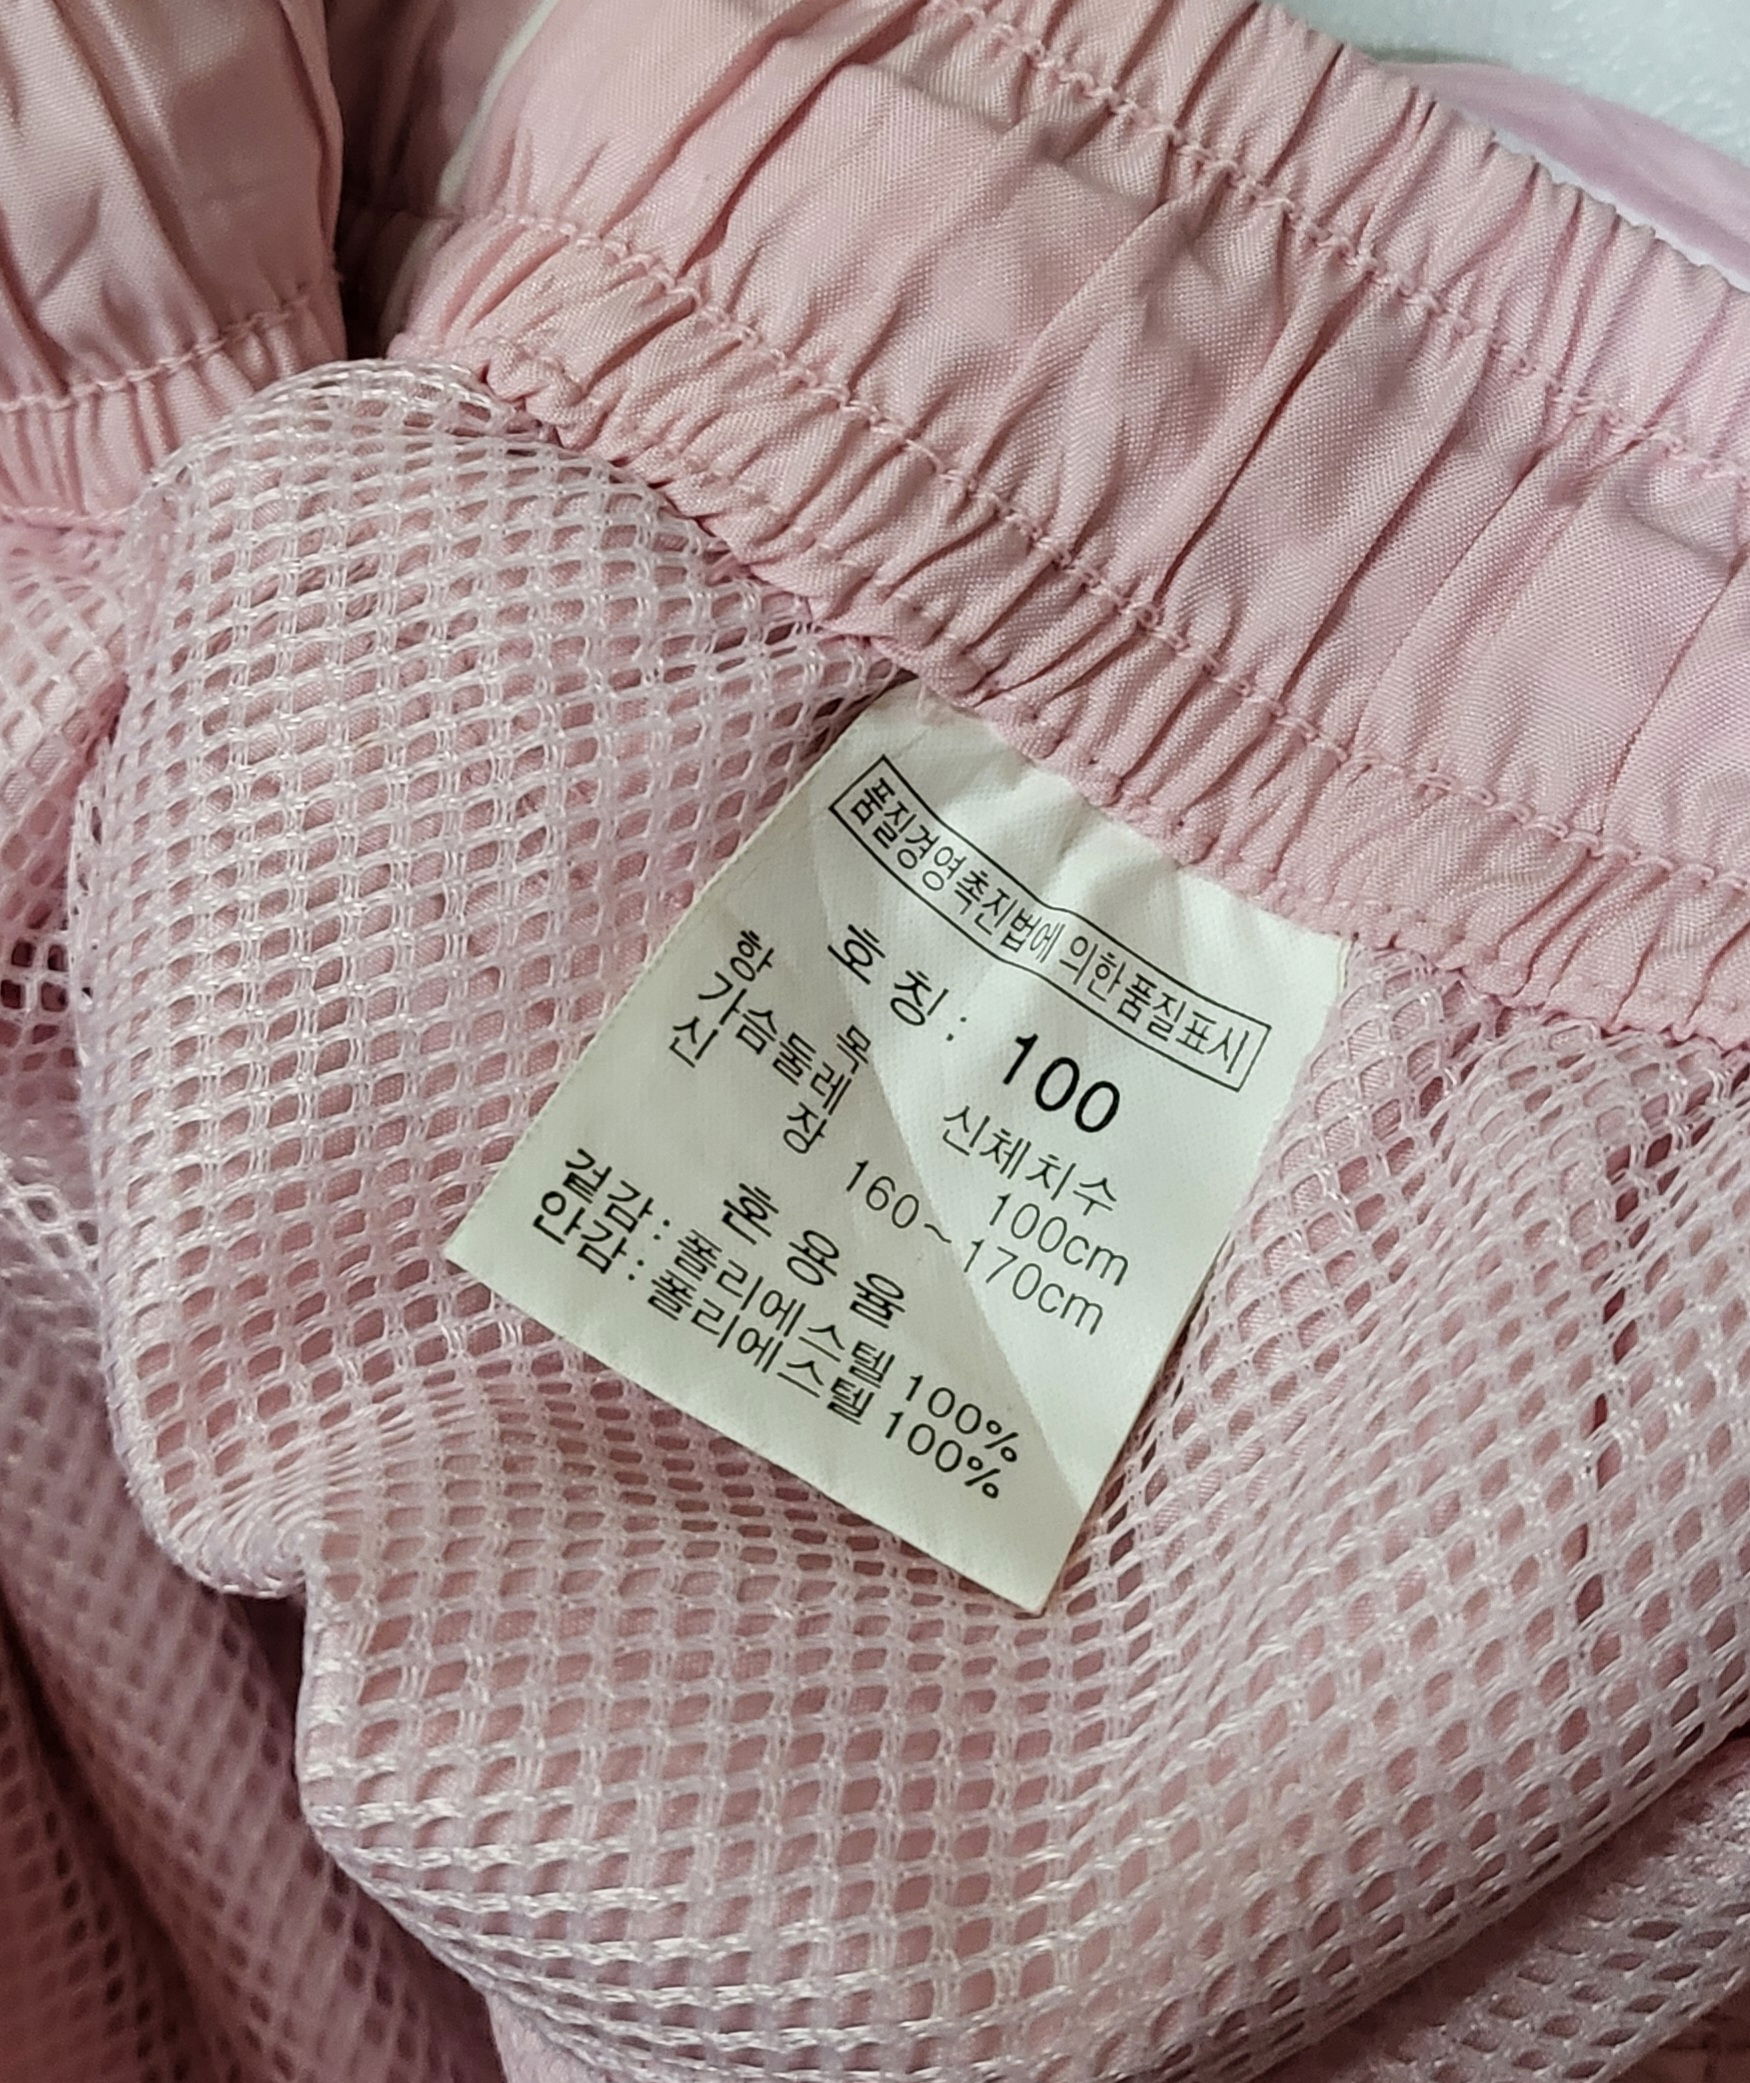 품질경영촉진법에 의한 품질표시
호 칭 : 100
항 목 신체치수
가슴둘레 100cm
신 장 160~170cm
혼 용 율
겉감 : 폴리에스텔 100%
안감 : 폴리에스텔 100%